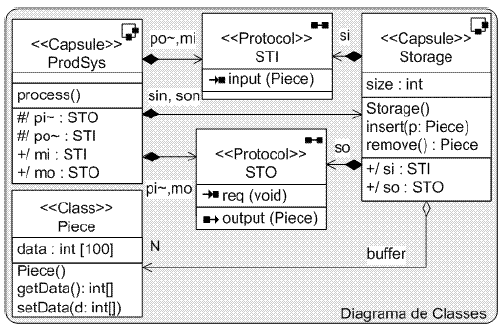 <<Capsule>>
ProdSys
process()
#/ pi~ : STO
#/ po~ : STI
+/ mi : STI
+/ mo : STO
po~,mi
<<Protocol>>
STI
input (Piece)
si
<<Capsule>>
Storage
size : int
Storage()
insert(p: Piece)
remove() : Piece
+/ si : STI
+/ so : STO
sin, son
<<Protocol>>
STO
req (void)
output (Piece)
so
pi~,mo
<<Class>>
Piece
data : int [100]
Piece()
getData(): int[]
setData(d: int[])
N
buffer
Diagrama de Classes